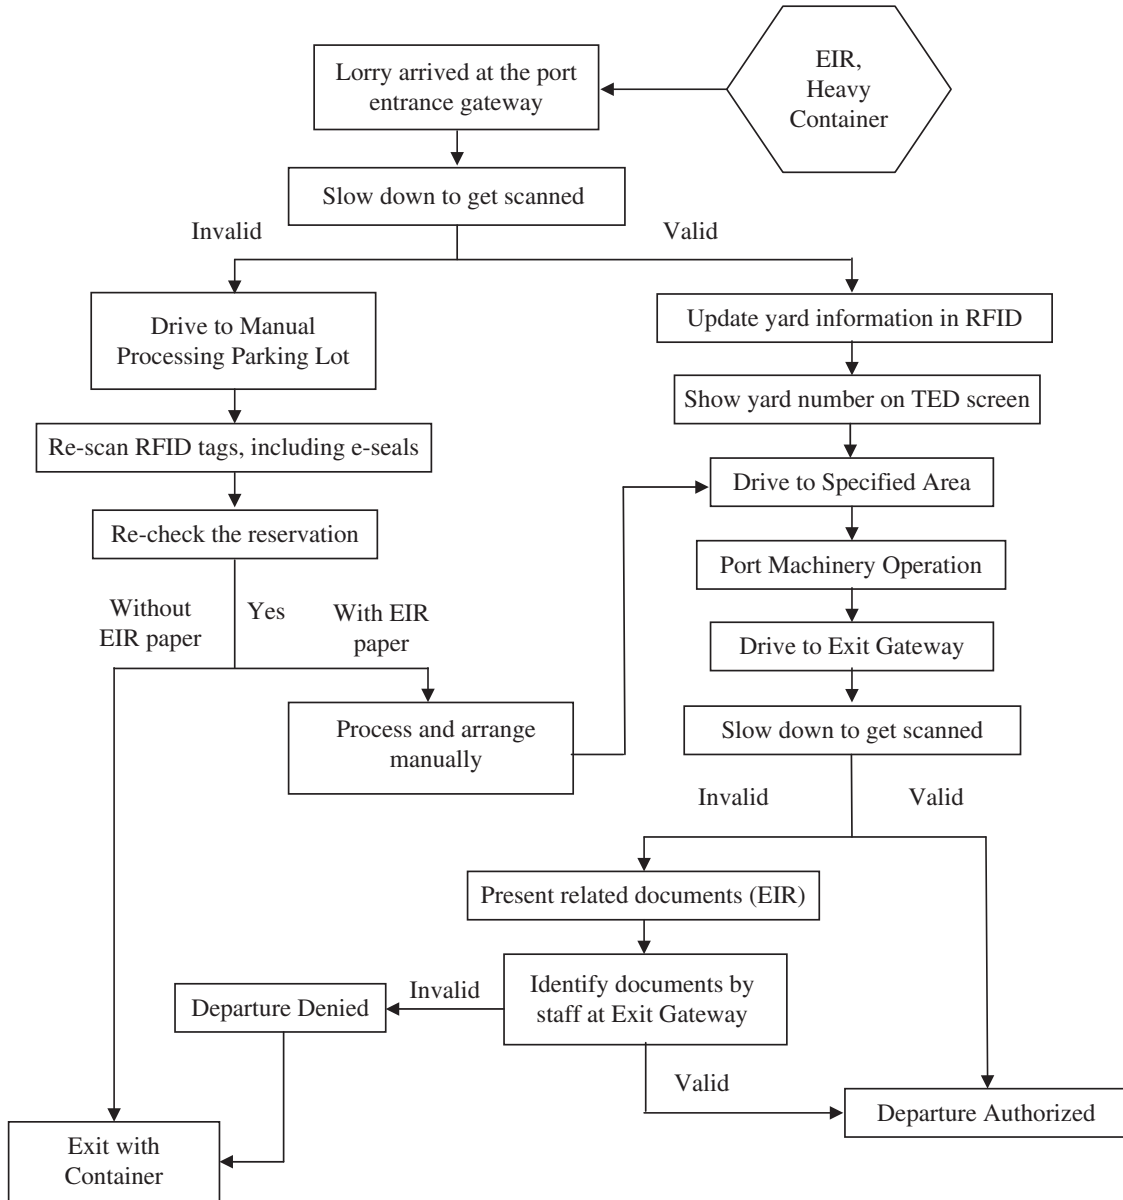 EIR,
Heavy
Container
Lorry arrived at the port
entrance gateway
Slow down to get scanned
Invalid
Valid
Drive to Manual
Processing Parking Lot
Update yard information in RFID
Show yard number on TED screen
Re-scan RFID tags, including e-seals
Drive to Specified Area
Re-check the reservation
Port Machinery Operation
Without
EIR paper
Yes
With EIR
paper
Drive to Exit Gateway
Process and arrange
manually
Slow down to get scanned
Invalid
Valid
Present related documents (EIR)
Identify documents by
staff at Exit Gateway
Invalid
Departure Denied
Valid
Departure Authorized
Exit with
Container